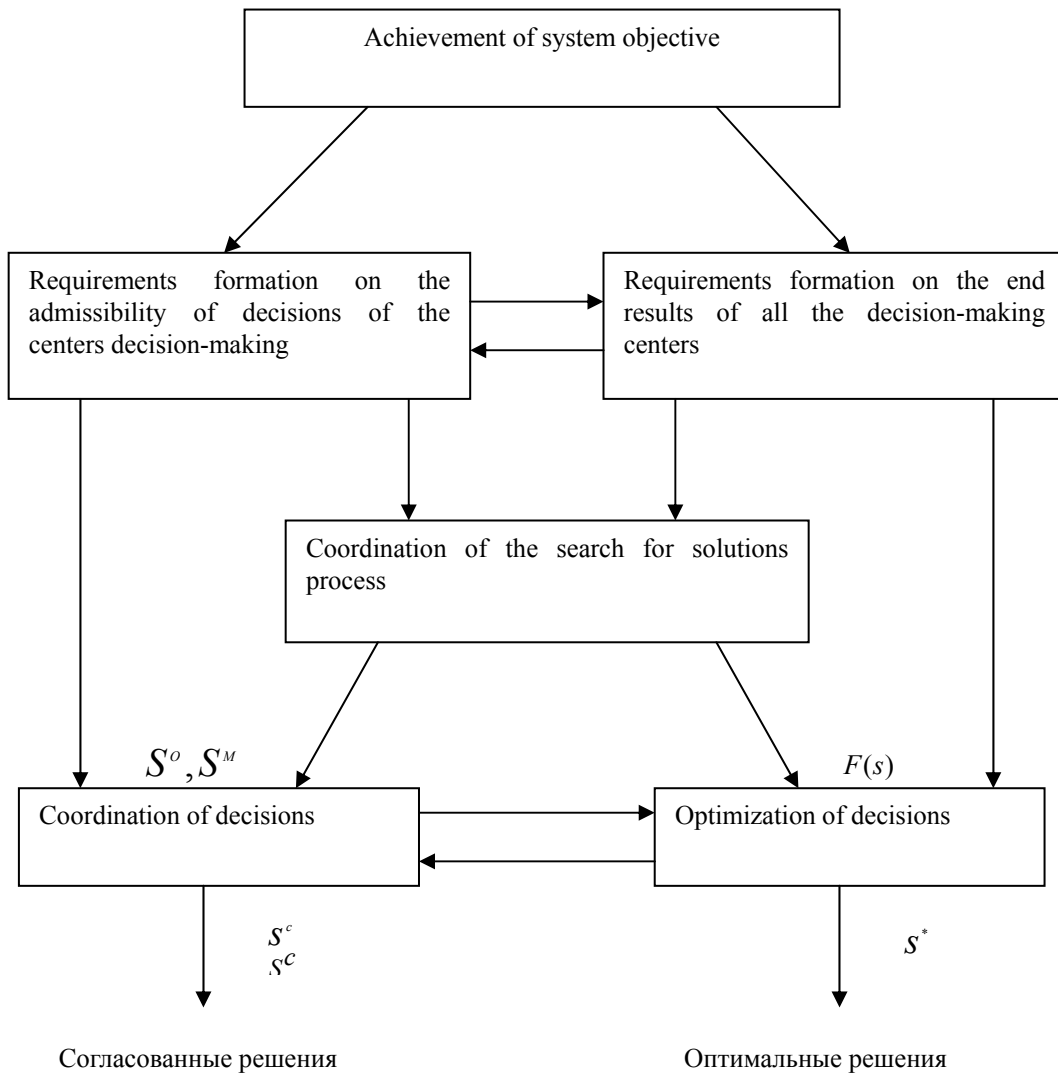 Achievement of system objective
Requirements formation on the
admissibility of decisions of the
centers decision-making
Requirements formation on the end
results of all the decision-making
centers
Coordination of the search for solutions
process
S^O, S^M
F(s)
Coordination of decisions
Optimization of decisions
s^c
S^c
s^*
Согласованные решения
Оптимальные решения